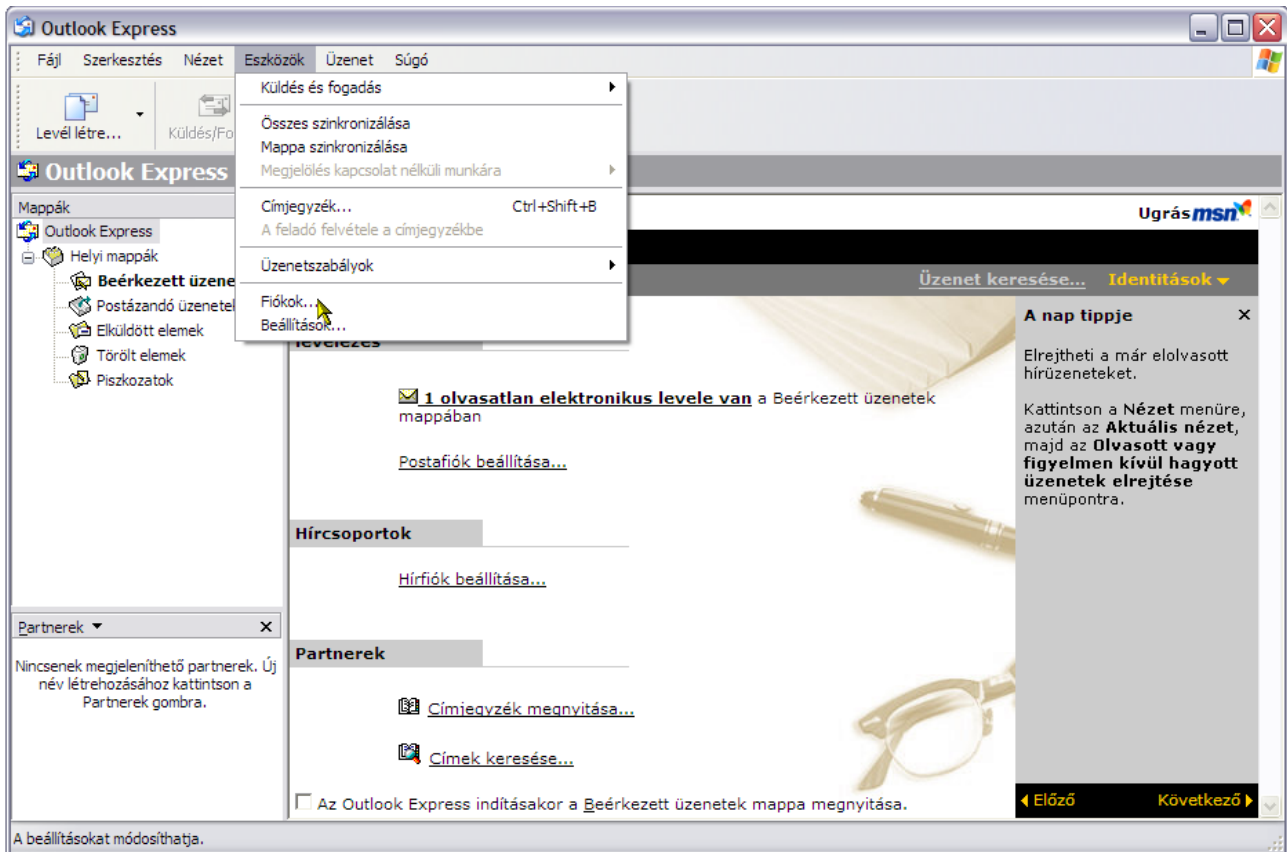 Outlook Express
Fájl Szerkesztés Nézet Eszközök Üzenet Súgó
Levél létre... Küldés/Fo
Küldés és fogadás
Összes szinkronizálása
Mappa szinkronizálása
Megjelölés kapcsolat nélküli munkára
Címjegyzék... Ctrl+Shift+B
A feladó felvétele a címjegyzékbe
Üzenetszabályok
Fiókok...
Beállítások...
Outlook Express
Mappák
Outlook Express
Helyi mappák
Beérkezett üzene
Postázandó üzenetek
Elküldött elemek
Törölt elemek
Piszkozatok
Partnerek
Nincsenek megjeleníthető partnerek. Új
név létrehozásához kattintson a
Partnerek gombra.
Ugrás msn
Üzenet keresése... Identitások
levelezés
1 olvasatlan elektronikus levele van a Beérkezett üzenetek
mappában
Postafiók beállítása...
Hírcsoportok
Hírfiók beállítása...
Partnerek
Címjegyzék megnyitása...
Címek keresése...
Az Outlook Express indításakor a Beérkezett üzenetek mappa megnyitása.
A nap tippje
Elrejtheti a már elolvasott
hírüzeneteket.
Kattintson a Nézet menüre,
azután az Aktuális nézet,
majd az Olvasott vagy
figyelmen kívül hagyott
üzenetek elrejtése
menüpontra.
Előző Következő
A beállításokat módosíthatja.